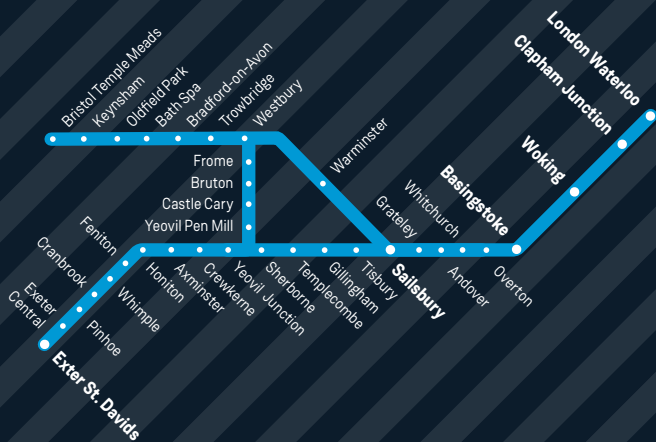 Bristol Temple Meads
Keynsham
Oldfield Park
Bath Spa
Bradford-on-Avon
Trowbridge
Westbury
Warminster
London Waterloo
Clapham Junction
Woking
Basingstoke
Whitchurch
Grateley
Frome
Bruton
Castle Cary
Yeovil Pen Mill
Feniton
Cranbrook
Exeter
Central
Honiton
Axminster
Crewkerne
Yeovil Junction
Sherborne
Templecombe
Gillingham
Tisbury
Sailsbury
Andover
Overton
Whimple
Pinhoe
Exter St. Davids